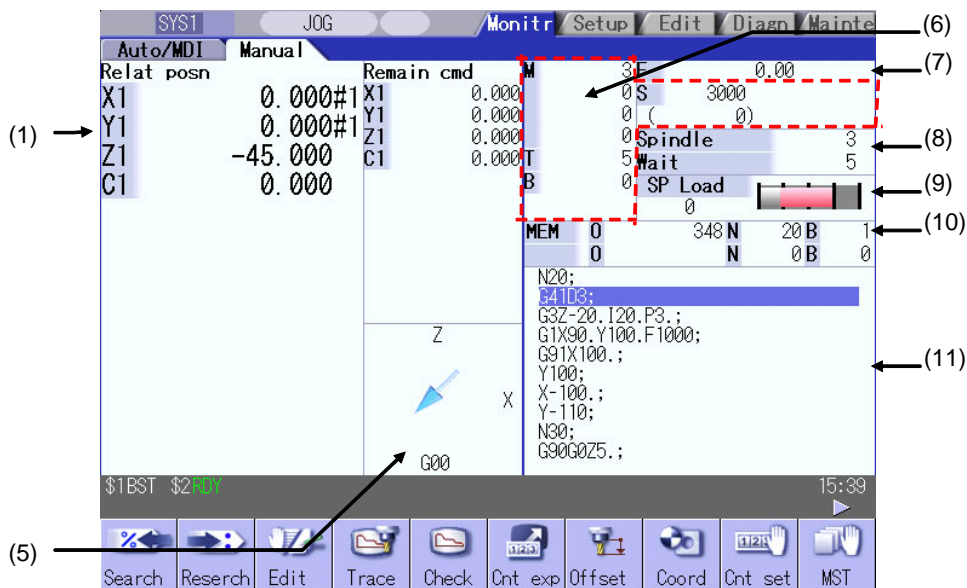 SYS1 JOG Monitr Setup Edit Diagn Mainte
Auto/MDI Manual
Relat posn
X1 0.000#1
Y1 0.000#1
Z1 -45.000
C1 0.000
Remain cmd
X1 0.000
Y1 0.000
Z1 0.000
C1 0.000
M 3
0
0
0
T 5
B 0
F 0.00
S 3000
( 0)
Spindle 3
Wait 5
SP Load
0
MEM O 348 N 20 B 1
O N 0 B 0
N20;
G41D3;
G3Z-20.I20.P3.;
G1X90.Y100.F1000;
G91X100.;
Y100;
X-100.;
Y-110;
N30;
G90G0Z5.;
Z
X
G00
$1BST $2RDY 15:39
Search Reserch Edit Trace Check Cnt exp Offset Coord Cnt set MST
(1)
(5)
(6)
(7)
(8)
(9)
(10)
(11)